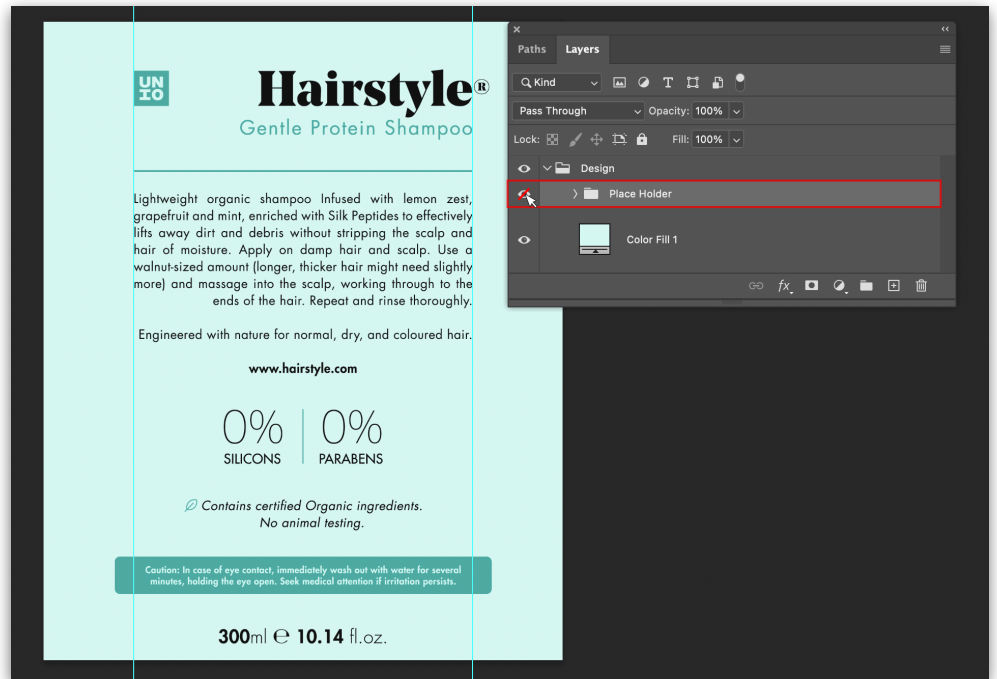 UN
IO
Hairstyle®
Gentle Protein Shampoo
Lightweight organic shampoo Infused with lemon zest,
grapefruit and mint, enriched with Silk Peptides to effectively
lifts away dirt and debris without stripping the scalp and
hair of moisture. Apply on damp hair and scalp. Use a
walnut-sized amount (longer, thicker hair might need slightly
more) and massage into the scalp, working through to the
ends of the hair. Repeat and rinse thoroughly.
Engineered with nature for normal, dry, and coloured hair.
www.hairstyle.com
0% 0%
SILICONS PARABENS
Contains certified Organic ingredients.
No animal testing.
Caution: In case of eye contact, immediately wash out with water for several
minutes, holding the eye open. Seek medical attention if irritation persists.
300ml ℮ 10.14 fl.oz.
Paths Layers
Kind
Pass Through Opacity: 100%
Lock: Fill: 100%
Design
Place Holder
Color Fill 1
fx